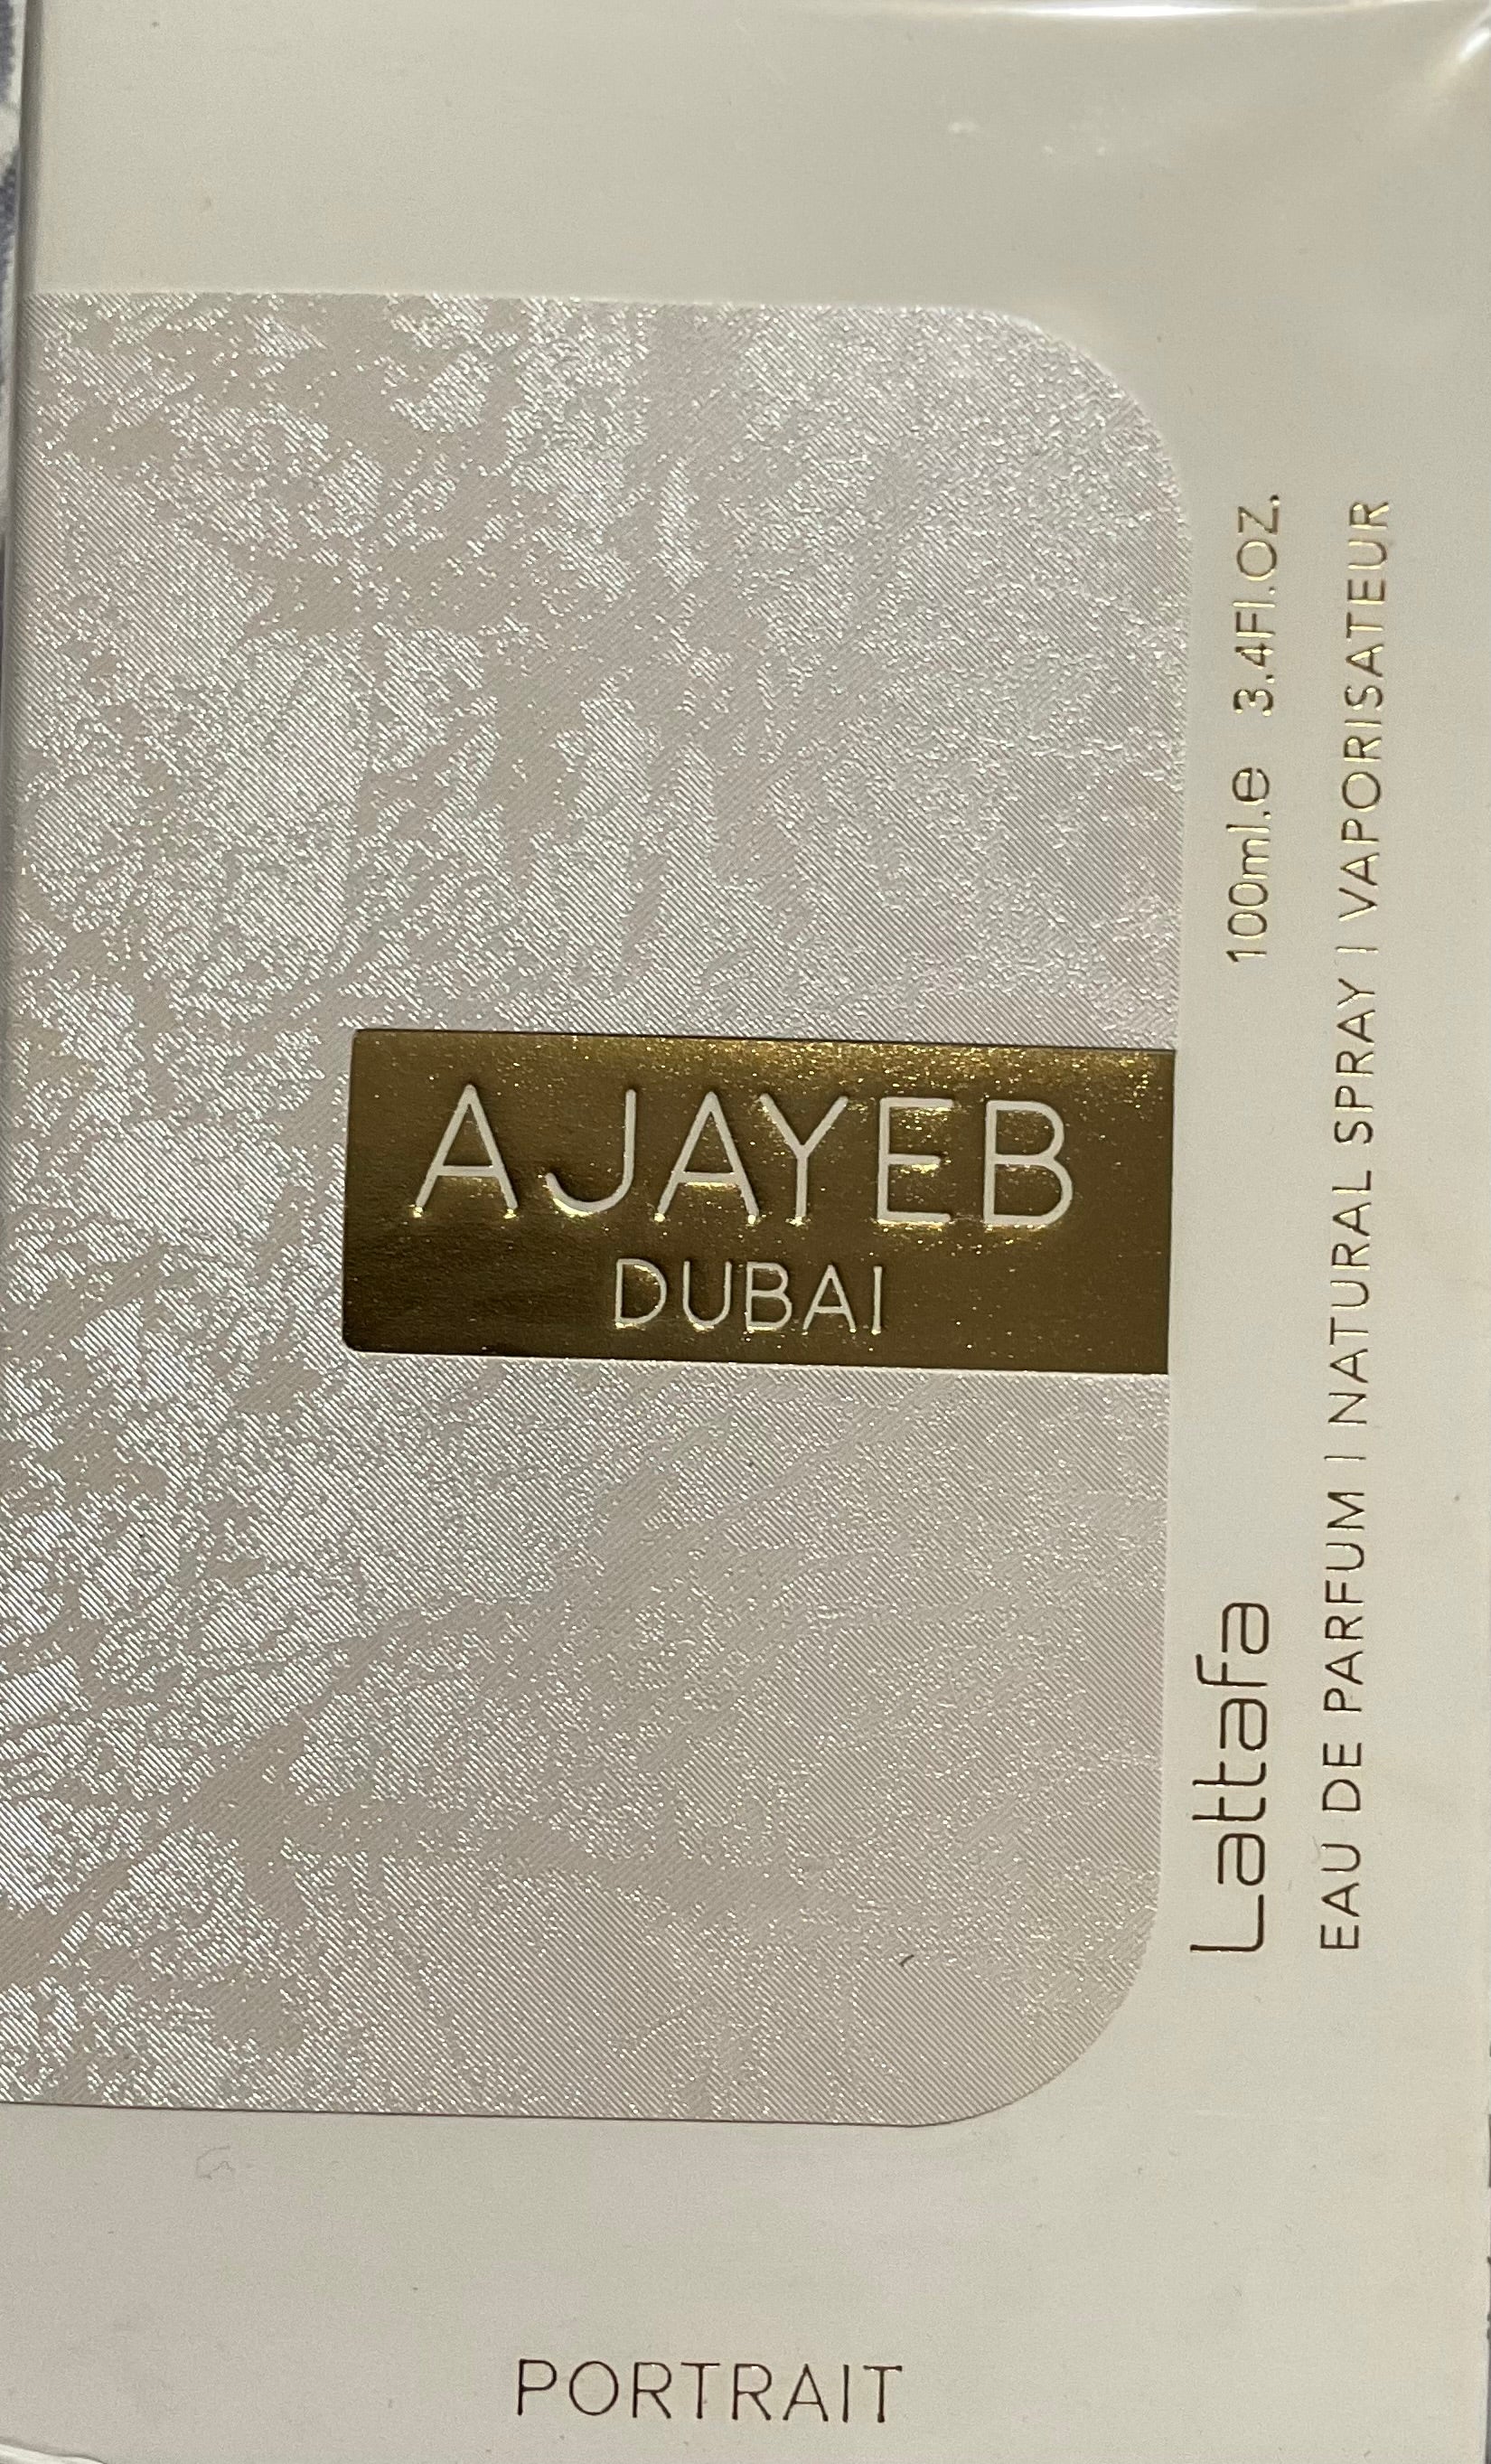 AJAYEB
DUBAI
Lattafa
100ml.e 3.4Fl.OZ.
EAU DE PARFUM I NATURAL SPRAY I VAPORISATEUR
PORTRAIT